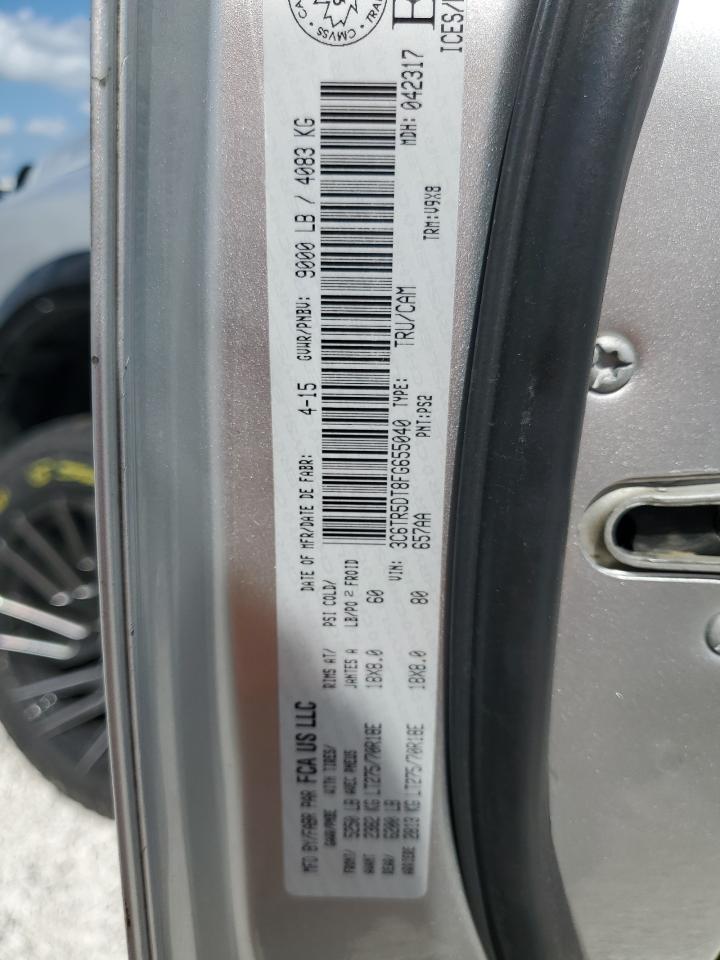 MFD BY/FABR PAR FCA US LLC DATE OF MFR/DATE DE FABR: 4-15 GVWR/PNBV: 9000 LB / 4083 KG
GAWR/PNBE WITH TIRES/ RIMS AT/ PSI COLD/
FRONT/ 5250 LB AVEC PNEUS JANTES A LB/PO2 FROID
AVANT 2382 KG LT275/70R18E 18X8.0 60
REAR/ 6200 LB
ARRIERE 2813 KG LT275/70R18E 18X8.0 80
VIN: 3C6TR5DT8FG655040 TYPE: TRU/CAM MDH: 042317
657AA PNT:PS2 TRM:V9X8
CMVSS
TRA
CA
ICES/